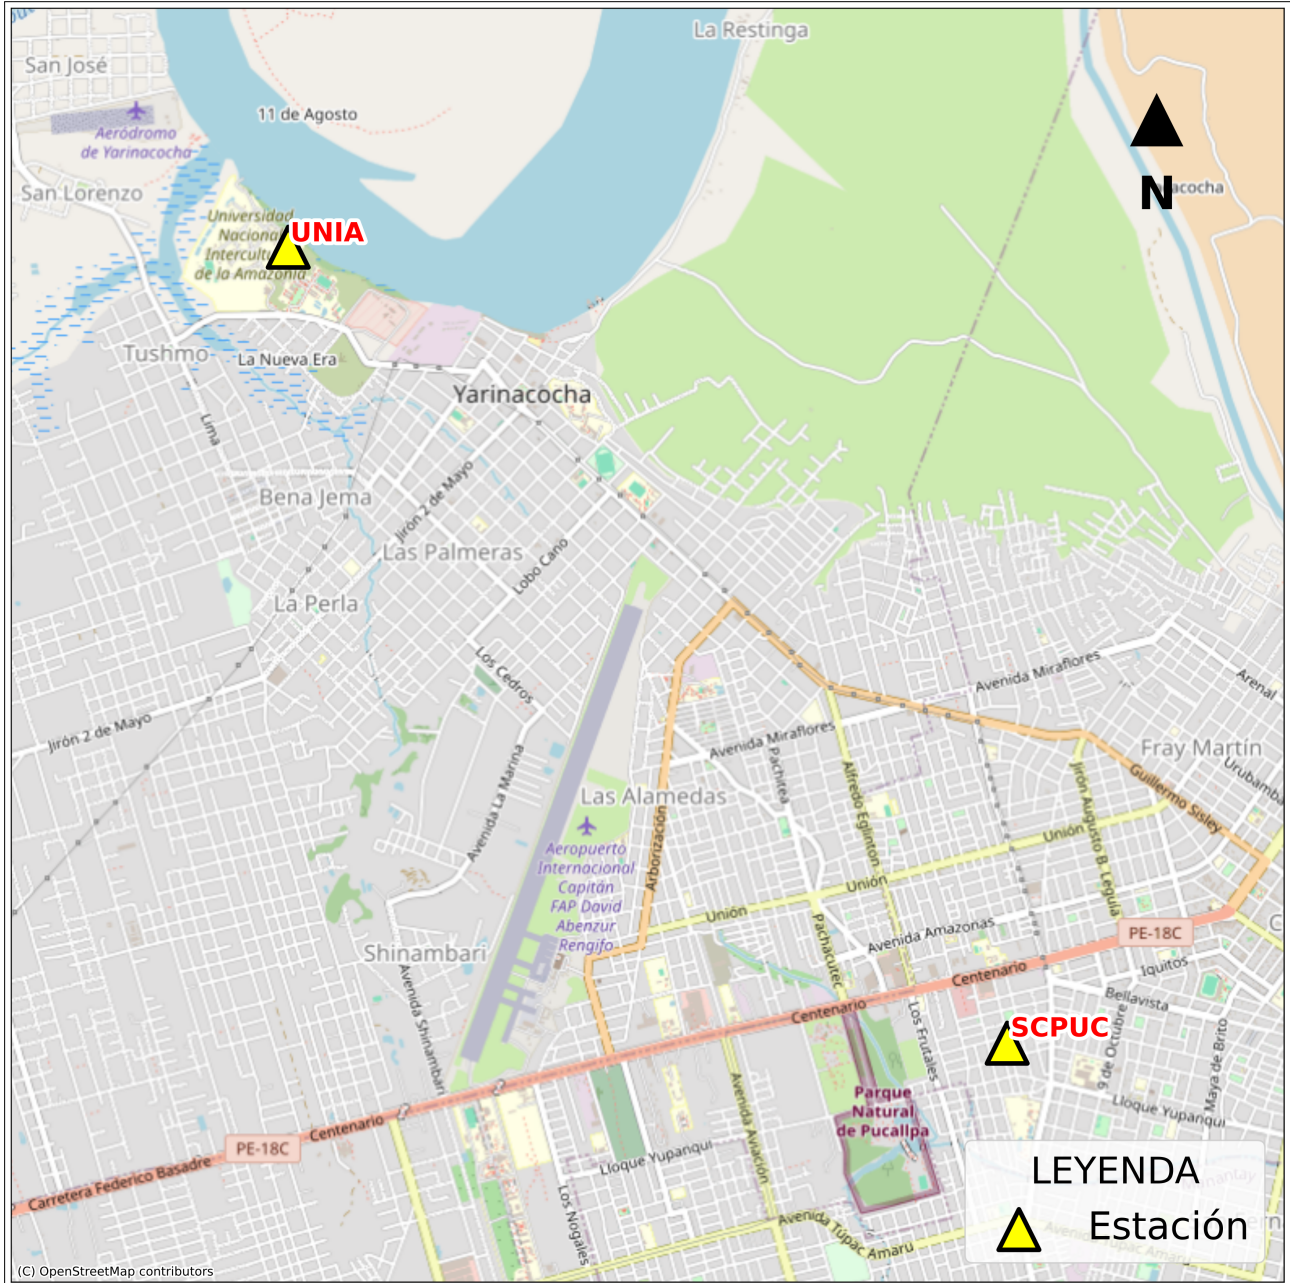 La Restinga
San José
11 de Agosto
Aeródromo
de Yarinacocha
N
San Lorenzo
Universidad
Nacional
de la Amazonía
UNIA
Tushmo
La Nueva Era
Yarinacocha
Lima
Bena Jema
Jirón 2 de Mayo
Las Palmeras
Lobo Cano
La Perla
Los Cedros
Avenida Miraflores
Arenal
Jirón 2 de Mayo
Avenida Miraflores
Fray Martín
Pachitea
Alfredo Eglinton
Jirón Augusto B. Leguía
Guillermo Sisley
Urubamba
Avenida La Marina
Las Alamedas
Arborización
Unión
Aeropuerto
Internacional
Capitán
FAP David
Abenzur
Rengifo
Unión
Unión
Pachacutec
Avenida Amazonas
PE-18C
Shinambari
Avenida Shinambari
Centenario
Iquitos
Bellavista
Centenario
Los Frutales
SCPUC
9 de Octubre
Maya de Brito
Parque
Natural
de Pucallpa
Lloque Yupanqui
Centenario
PE-18C
Carretera Federico Basadre
Lloque Yupanqui
Avenida Aviación
Los Nogales
Avenida Túpac Amaru
LEYENDA
Estación
Avenida Túpac Amaru
(C) OpenStreetMap contributors